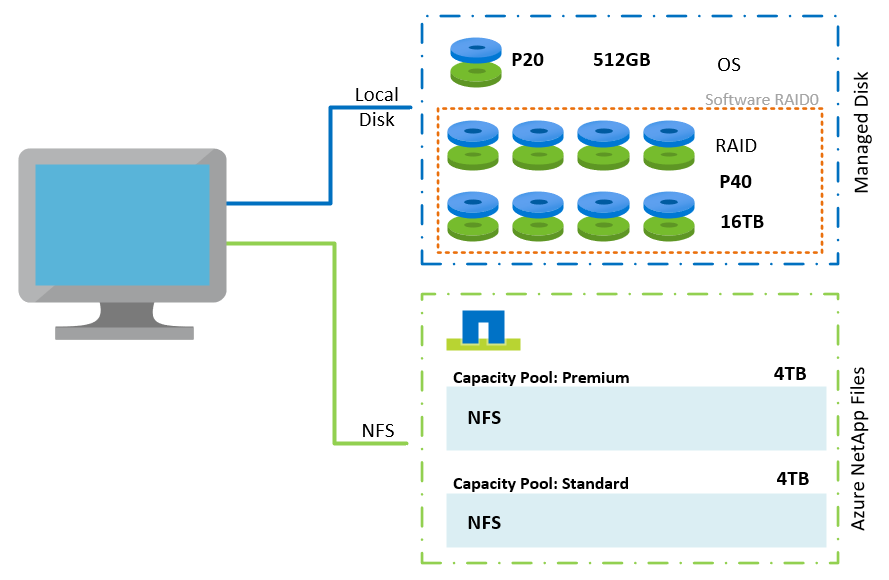 Local
Disk
P20 512GB OS
Software RAID0
RAID
P40
16TB
Managed Disk
NFS
Capacity Pool: Premium 4TB
NFS
Capacity Pool: Standard 4TB
NFS
Azure NetApp Files